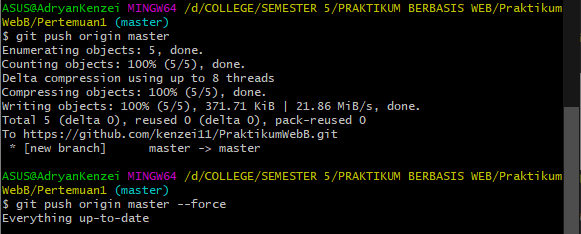 ASUS@AdryanKenzei MINGW64 /d/COLLEGE/SEMESTER 5/PRAKTIKUM BERBASIS WEB/Praktikum
WebB/Pertemuan1 (master)
$ git push origin master
Enumerating objects: 5, done.
Counting objects: 100% (5/5), done.
Delta compression using up to 8 threads
Compressing objects: 100% (5/5), done.
Writing objects: 100% (5/5), 371.71 KiB | 21.86 MiB/s, done.
Total 5 (delta 0), reused 0 (delta 0), pack-reused 0
To https://github.com/kenzei11/PraktikumWebB.git
 * [new branch]      master -> master
ASUS@AdryanKenzei MINGW64 /d/COLLEGE/SEMESTER 5/PRAKTIKUM BERBASIS WEB/Praktikum
WebB/Pertemuan1 (master)
$ git push origin master --force
Everything up-to-date